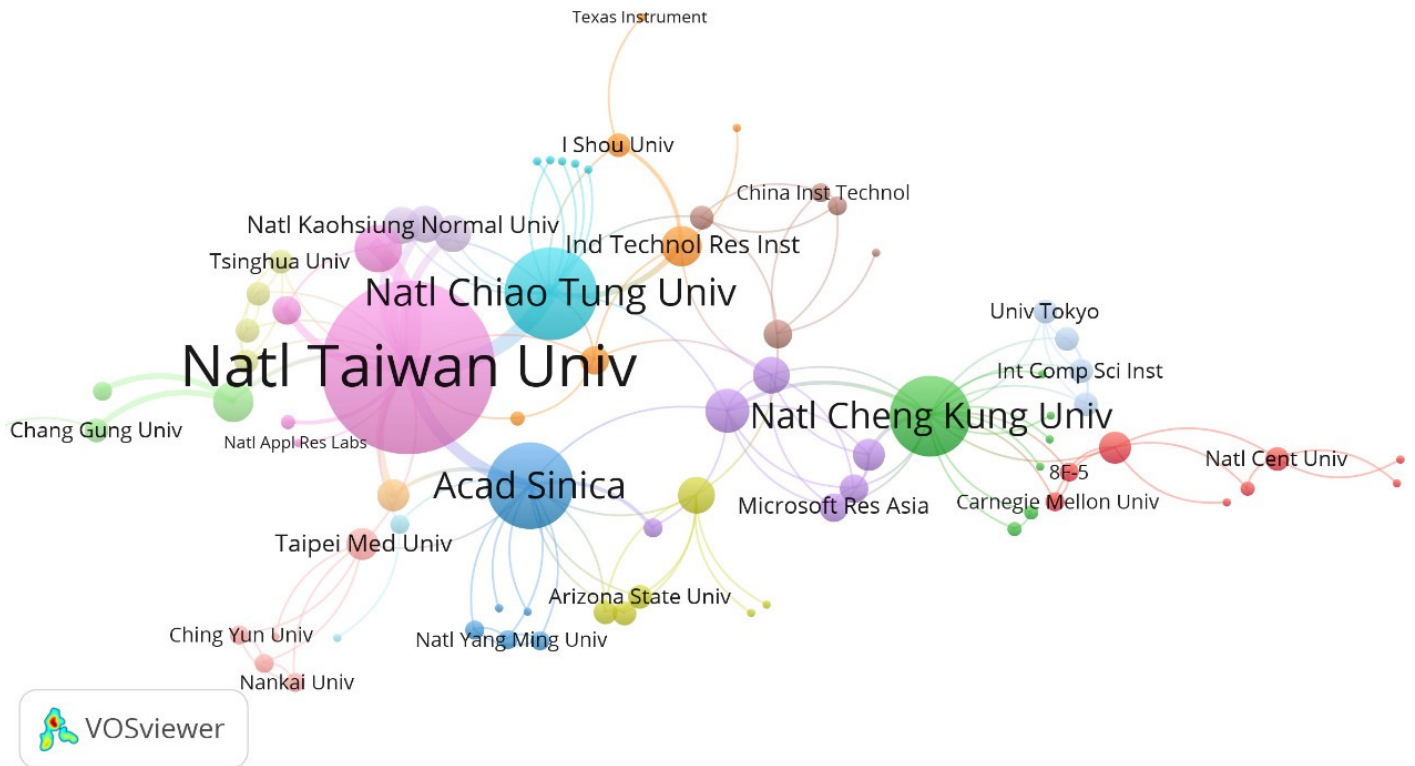 Texas Instrument
I Shou Univ
China Inst Technol
Natl Kaohsiung Normal Univ
Ind Technol Res Inst
Tsinghua Univ
Natl Chiao Tung Univ
Univ Tokyo
Natl Taiwan Univ
Int Comp Sci Inst
Natl Cheng Kung Univ
Chang Gung Univ
Natl Appl Res Labs
Natl Cent Univ
8F-5
Acad Sinica
Carnegie Mellon Univ
Microsoft Res Asia
Taipei Med Univ
Arizona State Univ
Ching Yun Univ
Natl Yang Ming Univ
Nankai Univ
VOSviewer